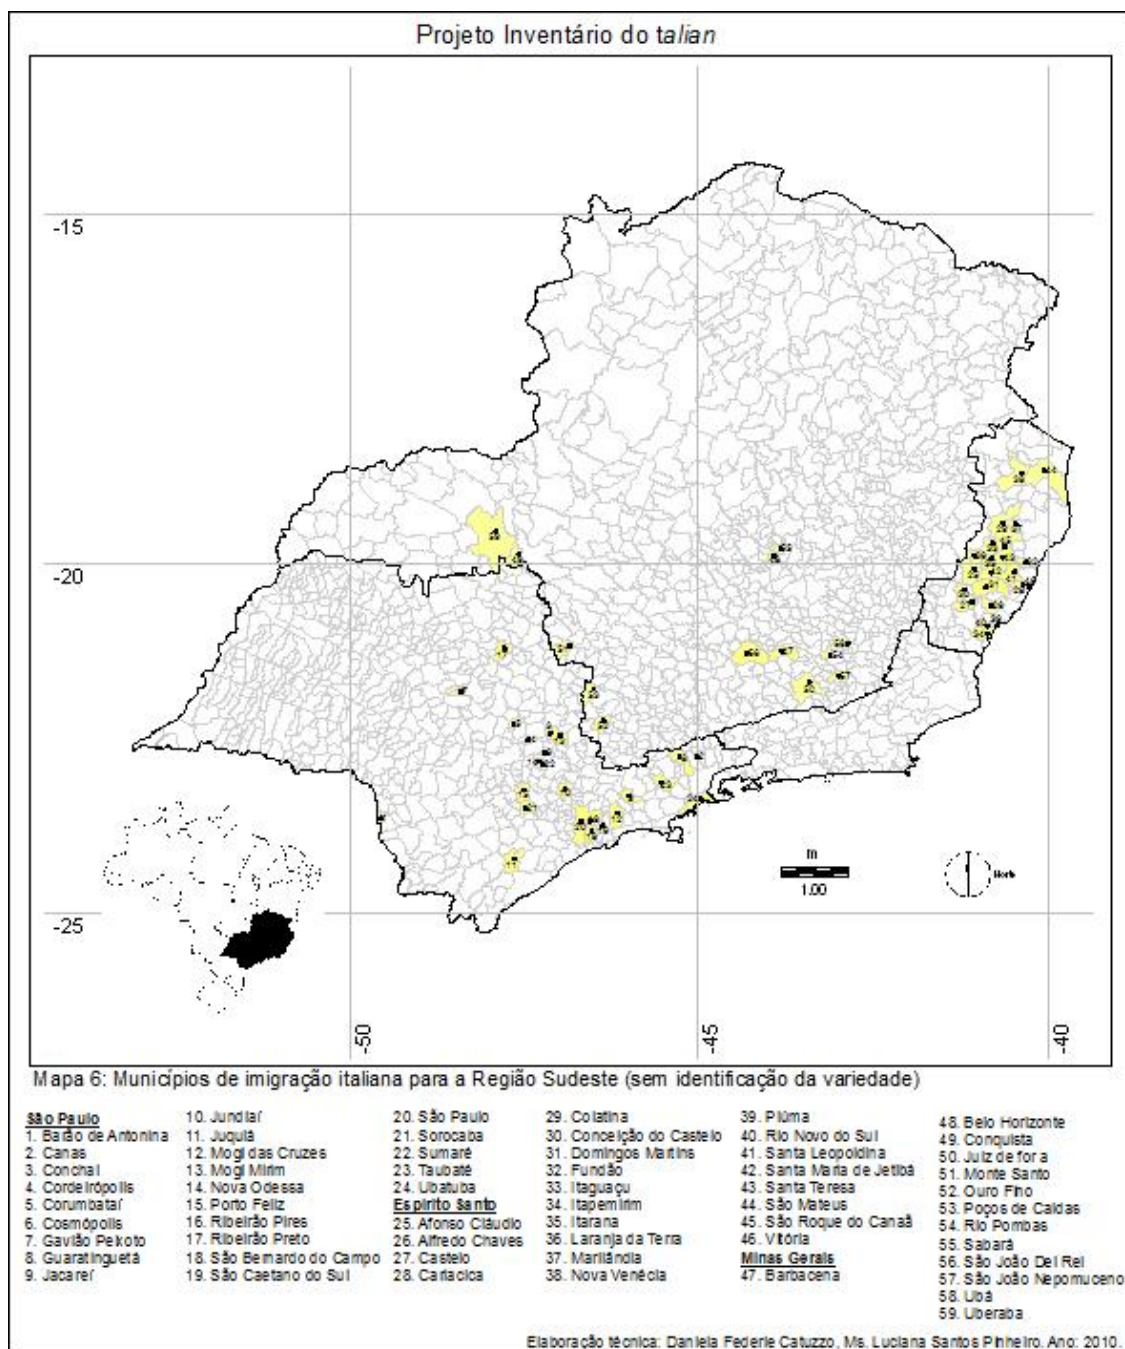 Projeto Inventário do talian
-15
-20
-25
-50
-45
-40
m
1.00
Norte
Mapa 6: Municípios de imigração italiana para a Região Sudeste (sem identificação da variedade)
São Paulo
1. Barão de Antonina
2. Canas
3. Conchal
4. Cordeirópolis
5. Corumbataí
6. Cosmópolis
7. Gavião Peixoto
8. Guaratinguetá
9. Jacareí
10. Jundiaí
11. Juquiá
12. Mogi das Cruzes
13. Mogi Mirim
14. Nova Odessa
15. Porto Feliz
16. Ribeirão Pires
17. Ribeirão Preto
18. São Bernardo do Campo
19. São Caetano do Sul
20. São Paulo
21. Sorocaba
22. Sumaré
23. Taubaté
24. Ubatuba
Espirito Santo
25. Afonso Cláudio
26. Alfredo Chaves
27. Castelo
28. Cariacica
29. Colatina
30. Conceição do Castelo
31. Domingos Martins
32. Fundão
33. Itaguaçu
34. Itapemirim
35. Itarana
36. Laranja da Terra
37. Marilândia
38. Nova Venécia
39. Piúma
40. Rio Novo do Sul
41. Santa Leopoldina
42. Santa Maria de Jetibá
43. Santa Teresa
44. São Mateus
45. São Roque do Canaã
46. Vitória
Minas Gerais
47. Barbacena
48. Belo Horizonte
49. Conquista
50. Juiz de fora
51. Monte Santo
52. Ouro Fino
53. Poços de Caldas
54. Rio Pombas
55. Sabará
56. São João Del Rei
57. São João Nepomuceno
58. Ubá
59. Uberaba
Elaboração técnica: Daniela Federle Catuzzo, Ms. Luciana Santos Pinheiro. Ano: 2010.